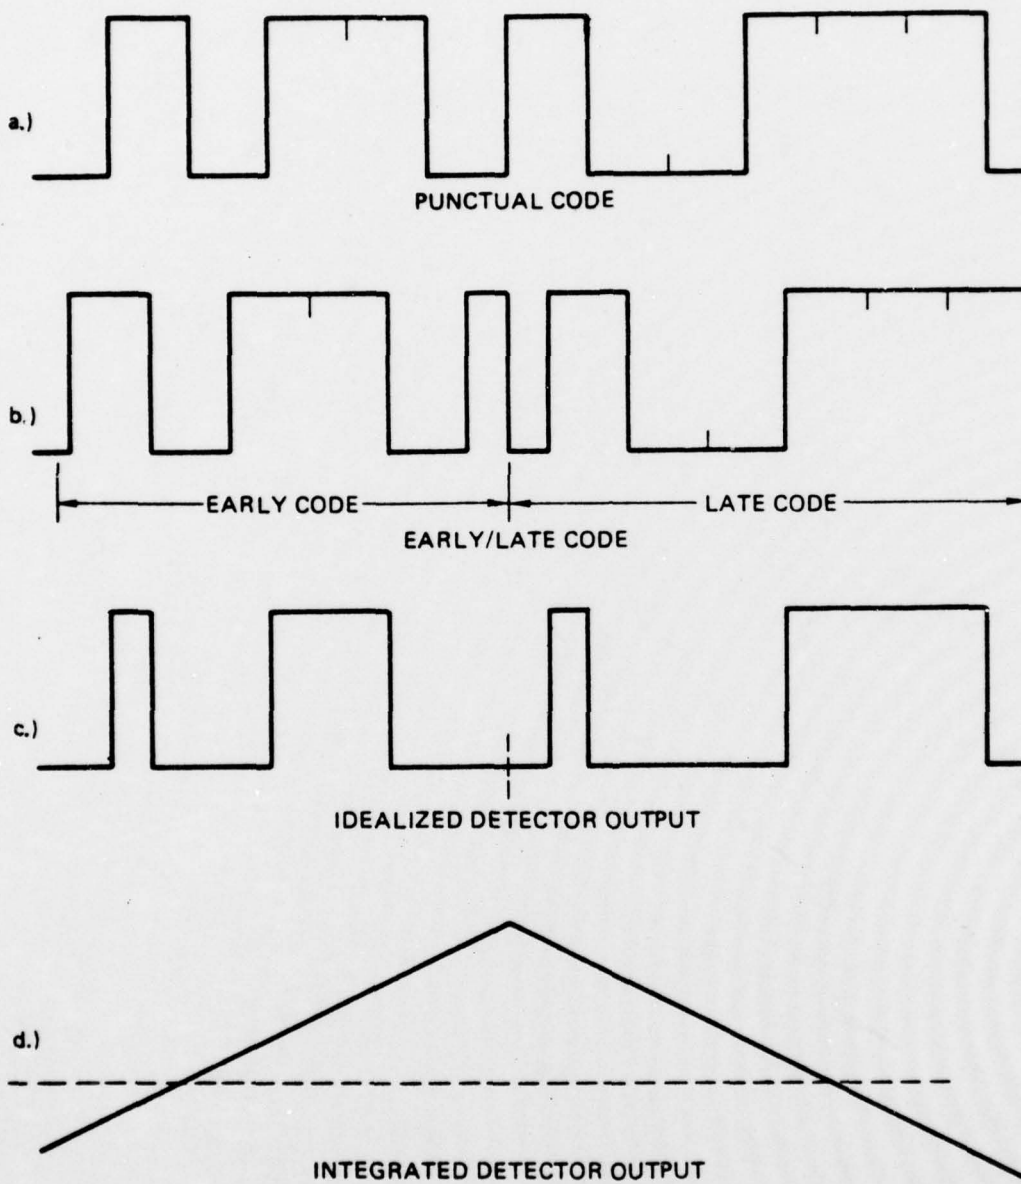 a.)
PUNCTUAL CODE
b.)
EARLY CODE
LATE CODE
EARLY/LATE CODE
c.)
IDEALIZED DETECTOR OUTPUT
d.)
INTEGRATED DETECTOR OUTPUT